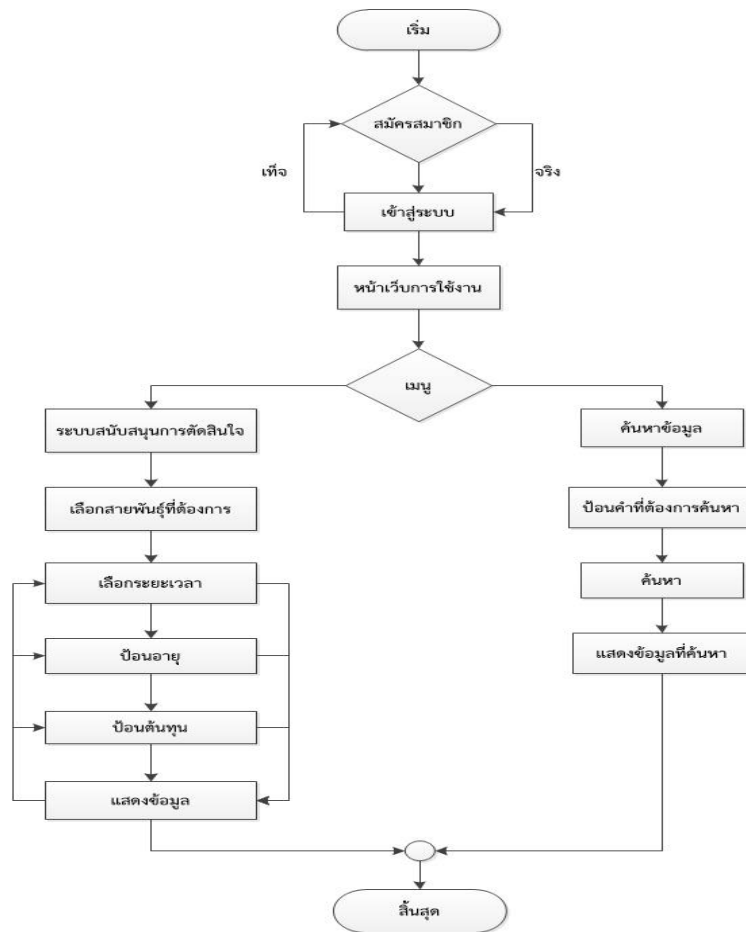 เริ่ม
สมัครสมาชิก
เท็จ
จริง
เข้าสู่ระบบ
หน้าเว็บการใช้งาน
เมนู
ระบบสนับสนุนการตัดสินใจ
เลือกสายพันธุ์ที่ต้องการ
เลือกระยะเวลา
ป้อนอายุ
ป้อนต้นทุน
แสดงข้อมูล
ค้นหาข้อมูล
ป้อนคำที่ต้องการค้นหา
ค้นหา
แสดงข้อมูลที่ค้นหา
สิ้นสุด